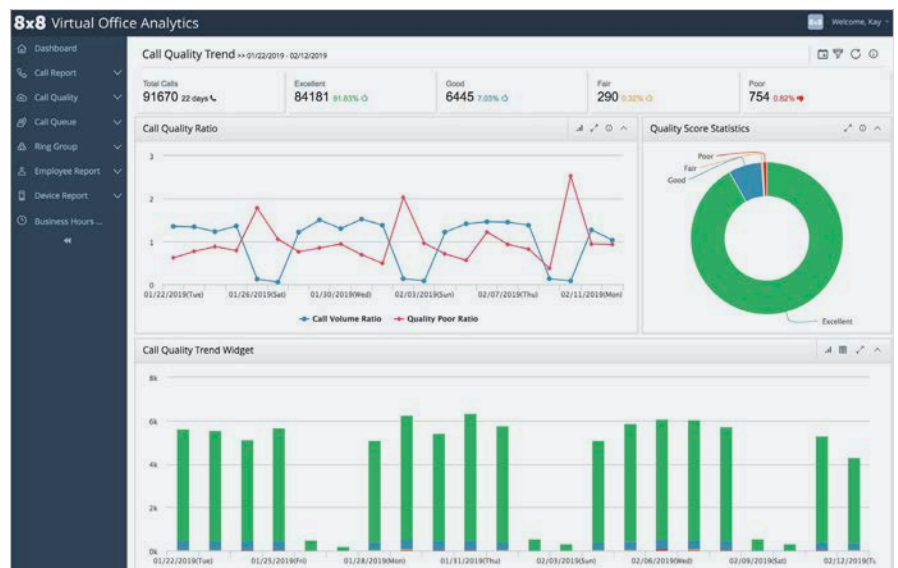 8x8 Virtual Office Analytics
8x8 Welcome, Kay
Dashboard
Call Report
Call Quality
Call Queue
Ring Group
Employee Report
Device Report
Business Hours ...
Call Quality Trend >> 01/22/2019 - 02/12/2019
Total Calls
91670 22 days
Excellent
84181 91.83%
Good
6445 7.03%
Fair
290 0.32%
Poor
754 0.82%
Call Quality Ratio
3
2
1
0
01/22/2019(Tue) 01/26/2019(Sat) 01/30/2019(Wed) 02/03/2019(Sun) 02/07/2019(Thu) 02/11/2019(Mon)
Call Volume Ratio Quality Poor Ratio
Quality Score Statistics
Poor
Fair
Good
Excellent
Call Quality Trend Widget
8k
6k
4k
2k
0k
01/22/2019(Tue) 01/25/2019(Fri) 01/28/2019(Mon) 01/31/2019(Thu) 02/03/2019(Sun) 02/06/2019(Wed) 02/09/2019(Sat) 02/12/2019(Tu